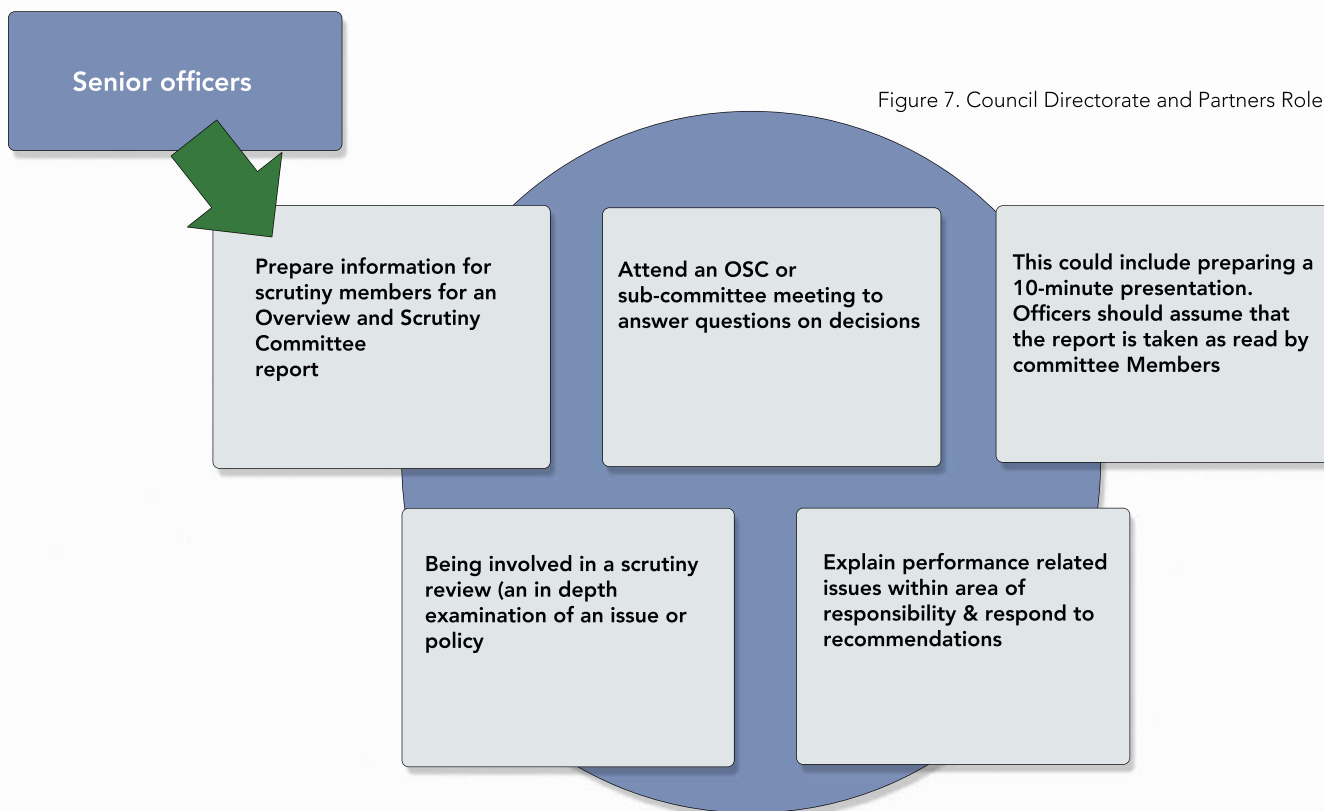 Senior officers
Figure 7. Council Directorate and Partners Role
Prepare information for
scrutiny members for an
Overview and Scrutiny
Committee
report
Attend an OSC or
sub-committee meeting to
answer questions on decisions
This could include preparing a
10-minute presentation.
Officers should assume that
the report is taken as read by
committee Members
Being involved in a scrutiny
review (an in depth
examination of an issue or
policy
Explain performance related
issues within area of
responsibility & respond to
recommendations